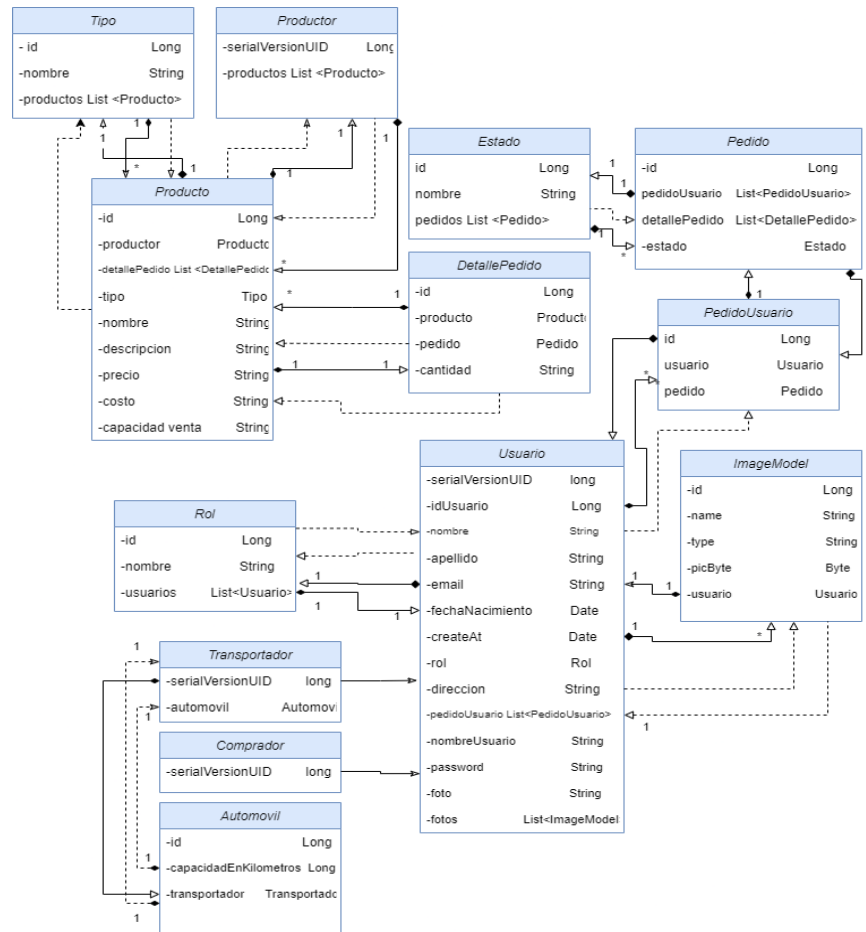 Tipo
- id Long
-nombre String
-productos List <Producto>
Productor
-serialVersionUID Long
-productos List <Producto>
1
1
1
1
1
1
*
Producto
-id Long
-productor Producto
-detallePedido List <DetallePedido
-tipo Tipo
-nombre String
-descripcion String
-precio String
-costo String
-capacidad venta String
*
*
1
1
1
Estado
id Long
nombre String
pedidos List <Pedido>
1
1
1
*
Pedido
-id Long
pedidoUsuario List<PedidoUsuario>
detallePedido List<DetallePedido>
-estado Estado
DetallePedido
-id Long
-producto Producto
-pedido Pedido
-cantidad String
1
PedidoUsuario
id Long
usuario Usuario
pedido Pedido
*
*
Usuario
-serialVersionUID long
-idUsuario Long
-nombre String
-apellido String
-email String
-fechaNacimiento Date
-createAt Date
-rol Rol
-direccion String
-pedidoUsuario List<PedidoUsuario>
-nombreUsuario String
-password String
-foto String
-fotos List<ImageModel
ImageModel
-id Long
-name String
-type String
-picByte Byte
-usuario Usuario
1
1
1
*
1
Rol
-id Long
-nombre String
-usuarios List<Usuario>
1
1
1
1
Transportador
-serialVersionUID long
-automovil Automovi
1
Comprador
-serialVersionUID long
Automovil
-id Long
-capacidadEnKilometros Long
-transportador Transportado
1
1